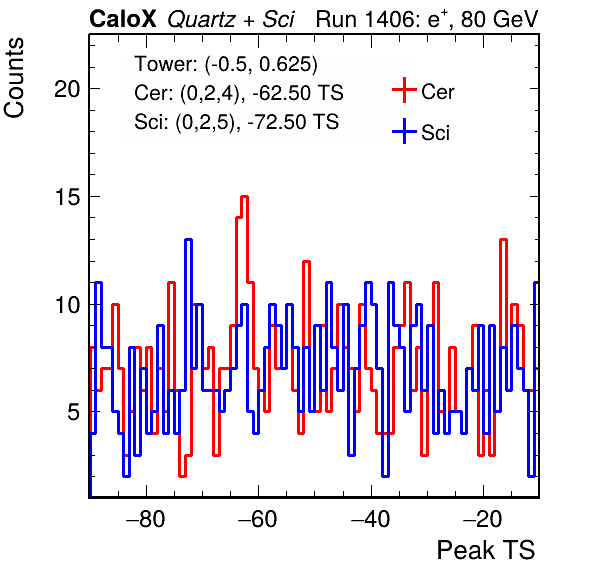 CaloX Quartz + Sci Run 1406: e⁺, 80 GeV
Counts
Tower: (-0.5, 0.625)
Cer: (0,2,4), -62.50 TS
Sci: (0,2,5), -72.50 TS
Cer
Sci
20
15
10
5
−80 −60 −40 −20
Peak TS